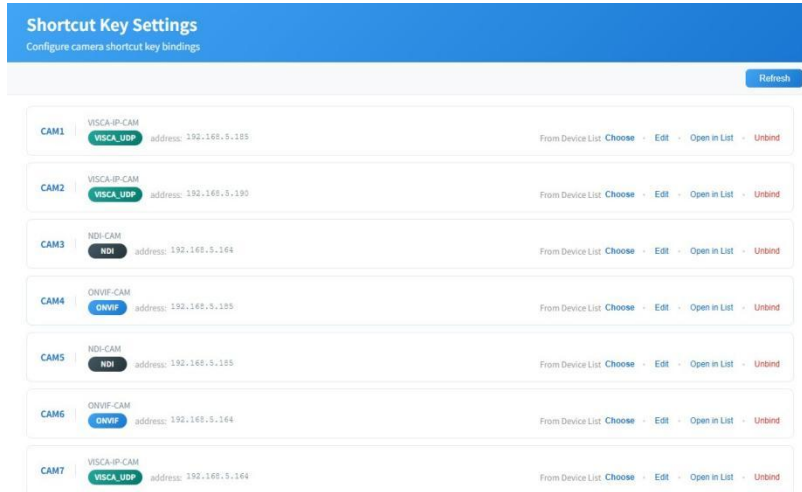 Shortcut Key Settings
Configure camera shortcut key bindings
Refresh
VISCA-IP-CAM
CAM1 VISCA_UDP address: 192.168.5.185 From Device List Choose - Edit - Open in List - Unbind
VISCA-IP-CAM
CAM2 VISCA_UDP address: 192.168.5.190 From Device List Choose - Edit - Open in List - Unbind
NDI-CAM
CAM3 NDI address: 192.168.5.164 From Device List Choose - Edit - Open in List - Unbind
ONVIF-CAM
CAM4 ONVIF address: 192.168.5.185 From Device List Choose - Edit - Open in List - Unbind
NDI-CAM
CAM5 NDI address: 192.168.5.185 From Device List Choose - Edit - Open in List - Unbind
ONVIF-CAM
CAM6 ONVIF address: 192.168.5.164 From Device List Choose - Edit - Open in List - Unbind
VISCA-IP-CAM
CAM7 VISCA_UDP address: 192.168.5.164 From Device List Choose - Edit - Open in List - Unbind